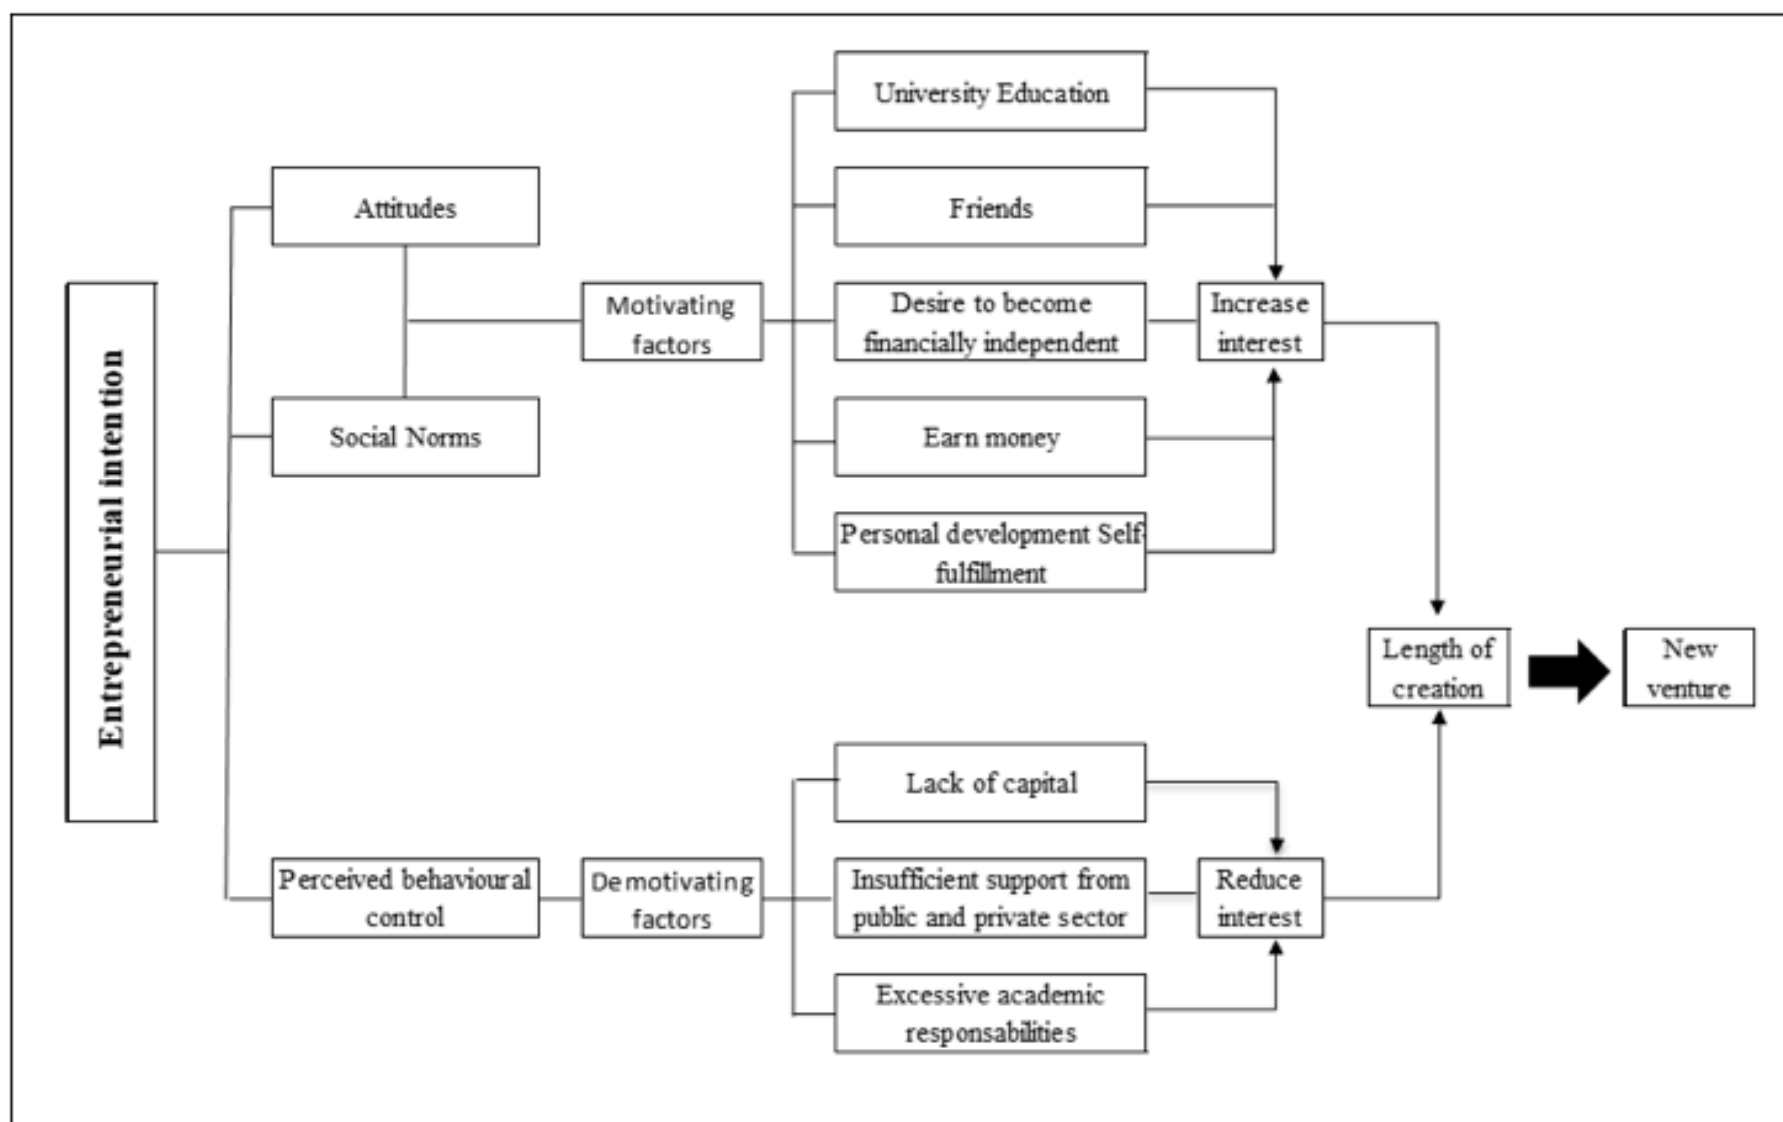 University Education
Attitudes
Friends
Motivating
factors
Desire to become
financially independent
Increase
interest
Entrepreneurial intention
Social Norms
Earn money
Personal development Self-
fulfillment
Length of
creation
New
venture
Lack of capital
Perceived behavioural
control
Demotivating
factors
Insufficient support from
public and private sector
Reduce
interest
Excessive academic
responsabilities